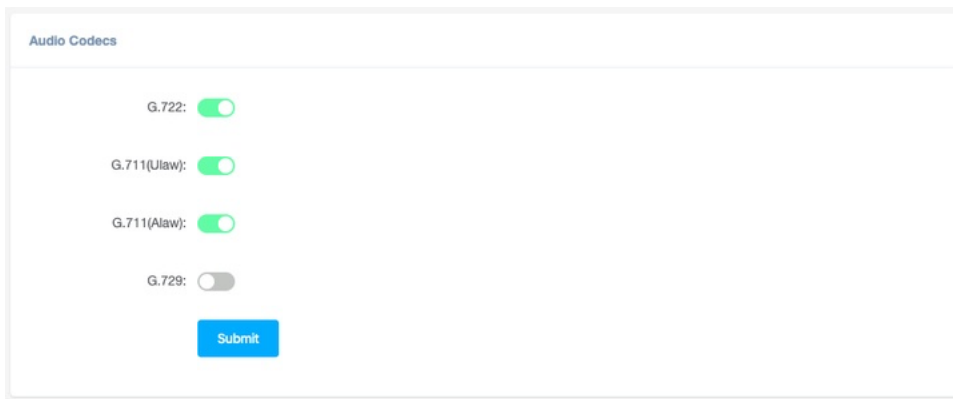 Audio Codecs
G.722:
G.711(Ulaw):
G.711(Alaw):
G.729:
Submit